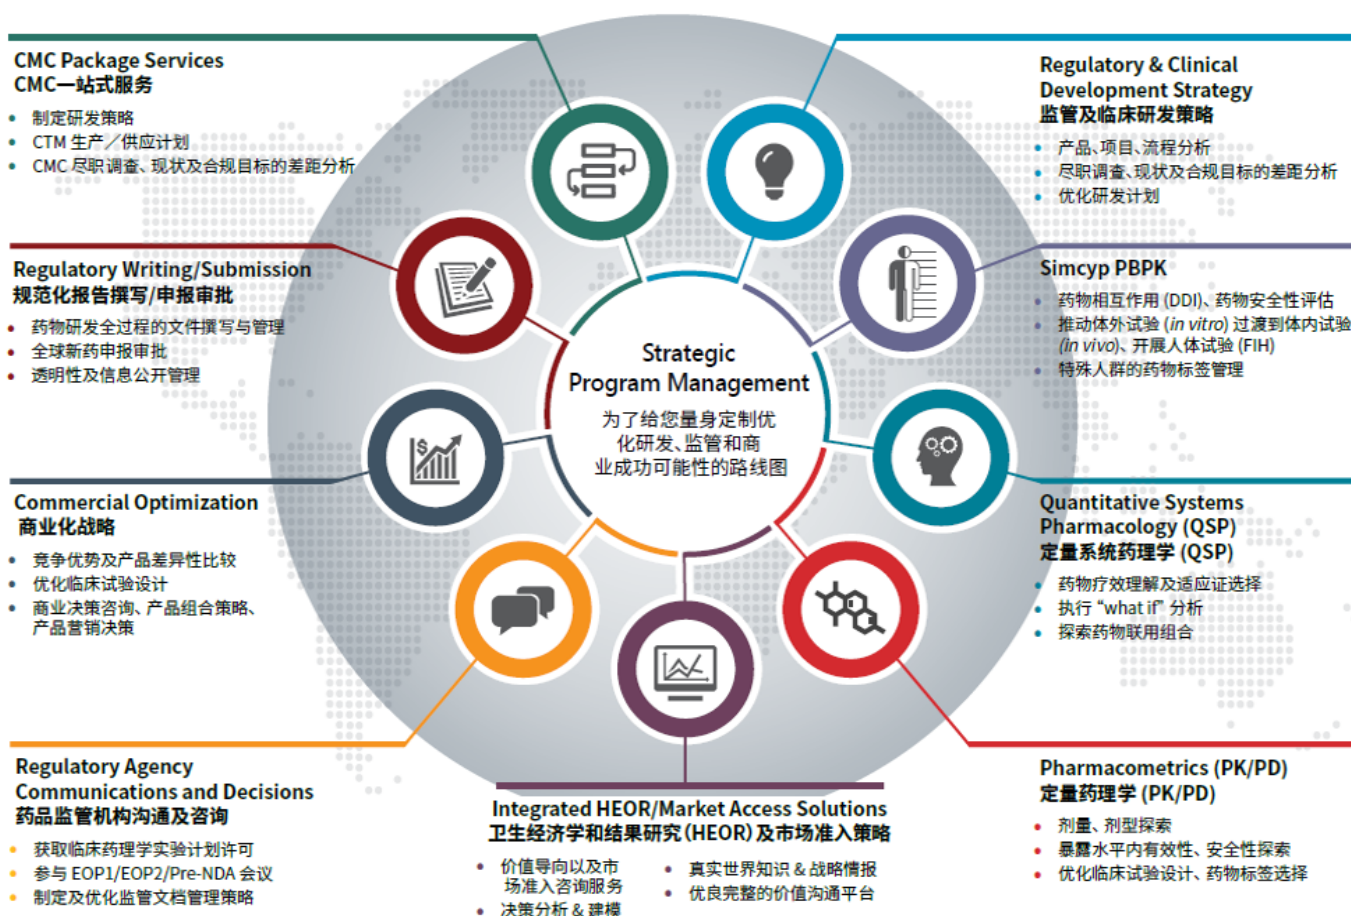 CMC Package Services
CMC一站式服务
• 制定研发策略
• CTM 生产／供应计划
• CMC 尽职调查、现状及合规目标的差距分析
Regulatory & Clinical
Development Strategy
监管及临床研发策略
• 产品、项目、流程分析
• 尽职调查、现状及合规目标的差距分析
• 优化研发计划
Regulatory Writing/Submission
规范化报告撰写/申报审批
• 药物研发全过程的文件撰写与管理
• 全球新药申报审批
• 透明性及信息公开管理
Simcyp PBPK
• 药物相互作用 (DDI)、药物安全性评估
• 推动体外试验 (in vitro) 过渡到体内试验
(in vivo)、开展人体试验 (FIH)
• 特殊人群的药物标签管理
Strategic
Program Management
为了给您量身定制优
化研发、监管和商
业成功可能性的路线图
$
Commercial Optimization
商业化战略
• 竞争优势及产品差异性比较
• 优化临床试验设计
• 商业决策咨询、产品组合策略、
产品营销决策
Quantitative Systems
Pharmacology (QSP)
定量系统药理学 (QSP)
• 药物疗效理解及适应证选择
• 执行 “what if” 分析
• 探索药物联用组合
Regulatory Agency
Communications and Decisions
药品监管机构沟通及咨询
• 获取临床药理学实验计划许可
• 参与 EOP1/EOP2/Pre-NDA 会议
• 制定及优化监管文档管理策略
Integrated HEOR/Market Access Solutions
卫生经济学和结果研究（HEOR）及市场准入策略
• 价值导向以及市
场准入咨询服务
• 决策分析 & 建模
• 真实世界知识 & 战略情报
• 优良完整的价值沟通平台
Pharmacometrics (PK/PD)
定量药理学 (PK/PD)
• 剂量、剂型探索
• 暴露水平内有效性、安全性探索
• 优化临床试验设计、药物标签选择